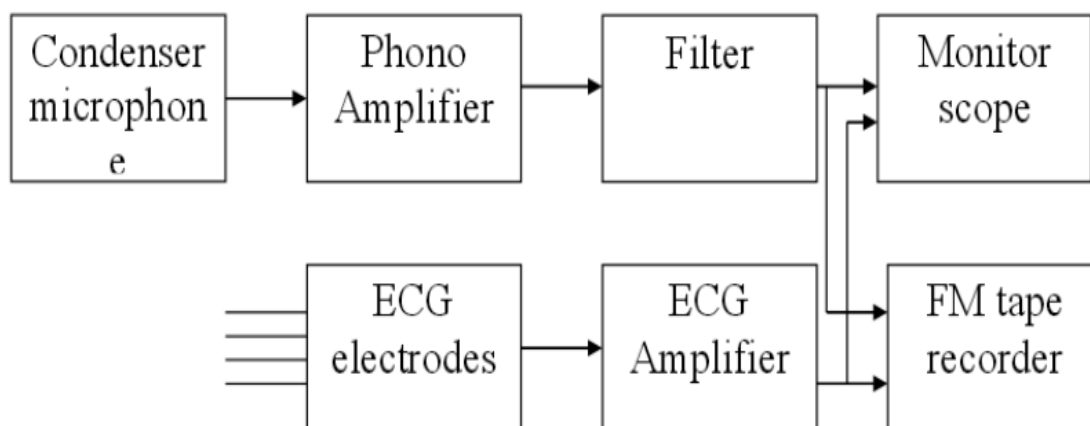 Condenser
microphon
e
Phono
Amplifier
Filter
Monitor
scope
ECG
electrodes
ECG
Amplifier
FM tape
recorder